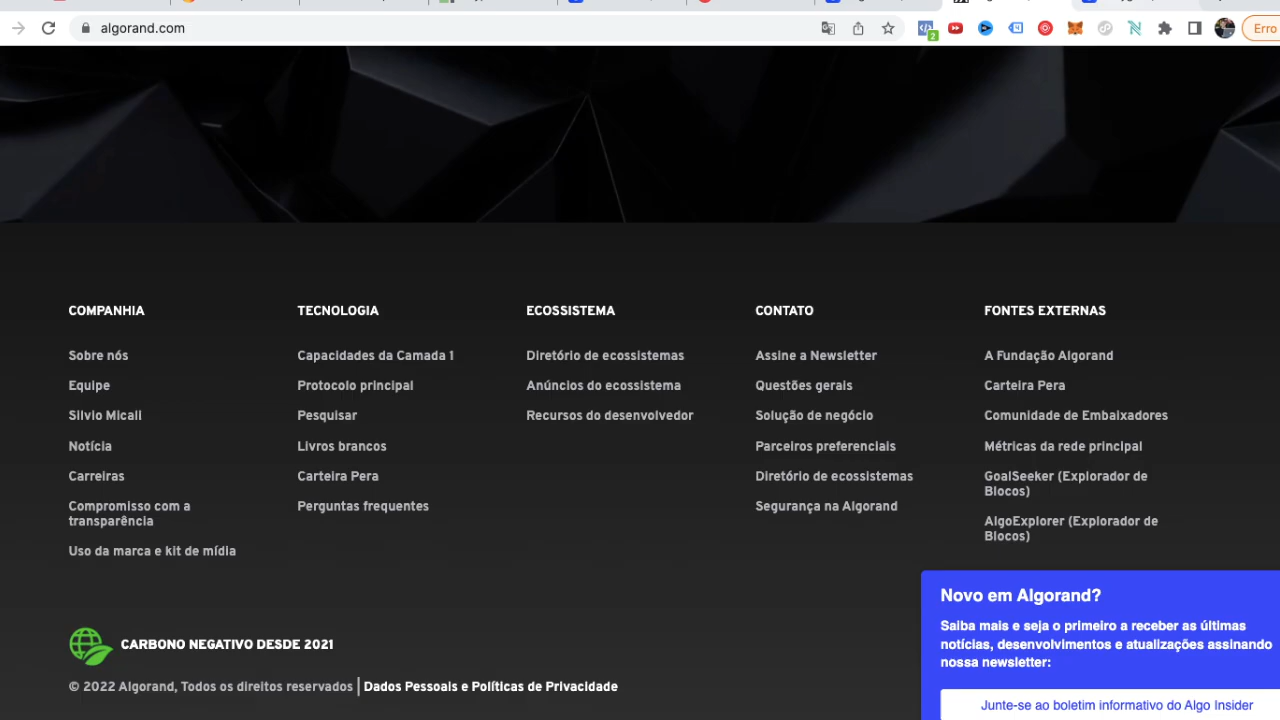 algorand.com
2
Erro
COMPANHIA
Sobre nós
Equipe
Silvio Micali
Notícia
Carreiras
Compromisso com a
transparência
Uso da marca e kit de mídia
TECNOLOGIA
Capacidades da Camada 1
Protocolo principal
Pesquisar
Livros brancos
Carteira Pera
Perguntas frequentes
ECOSSISTEMA
Diretório de ecossistemas
Anúncios do ecossistema
Recursos do desenvolvedor
CONTATO
Assine a Newsletter
Questões gerais
Solução de negócio
Parceiros preferenciais
Diretório de ecossistemas
Segurança na Algorand
FONTES EXTERNAS
A Fundação Algorand
Carteira Pera
Comunidade de Embaixadores
Métricas da rede principal
GoalSeeker (Explorador de
Blocos)
AlgoExplorer (Explorador de
Blocos)
CARBONO NEGATIVO DESDE 2021
© 2022 Algorand, Todos os direitos reservados | Dados Pessoais e Políticas de Privacidade
Novo em Algorand?
Saiba mais e seja o primeiro a receber as últimas
notícias, desenvolvimentos e atualizações assinando
nossa newsletter:
Junte-se ao boletim informativo do Algo Insider